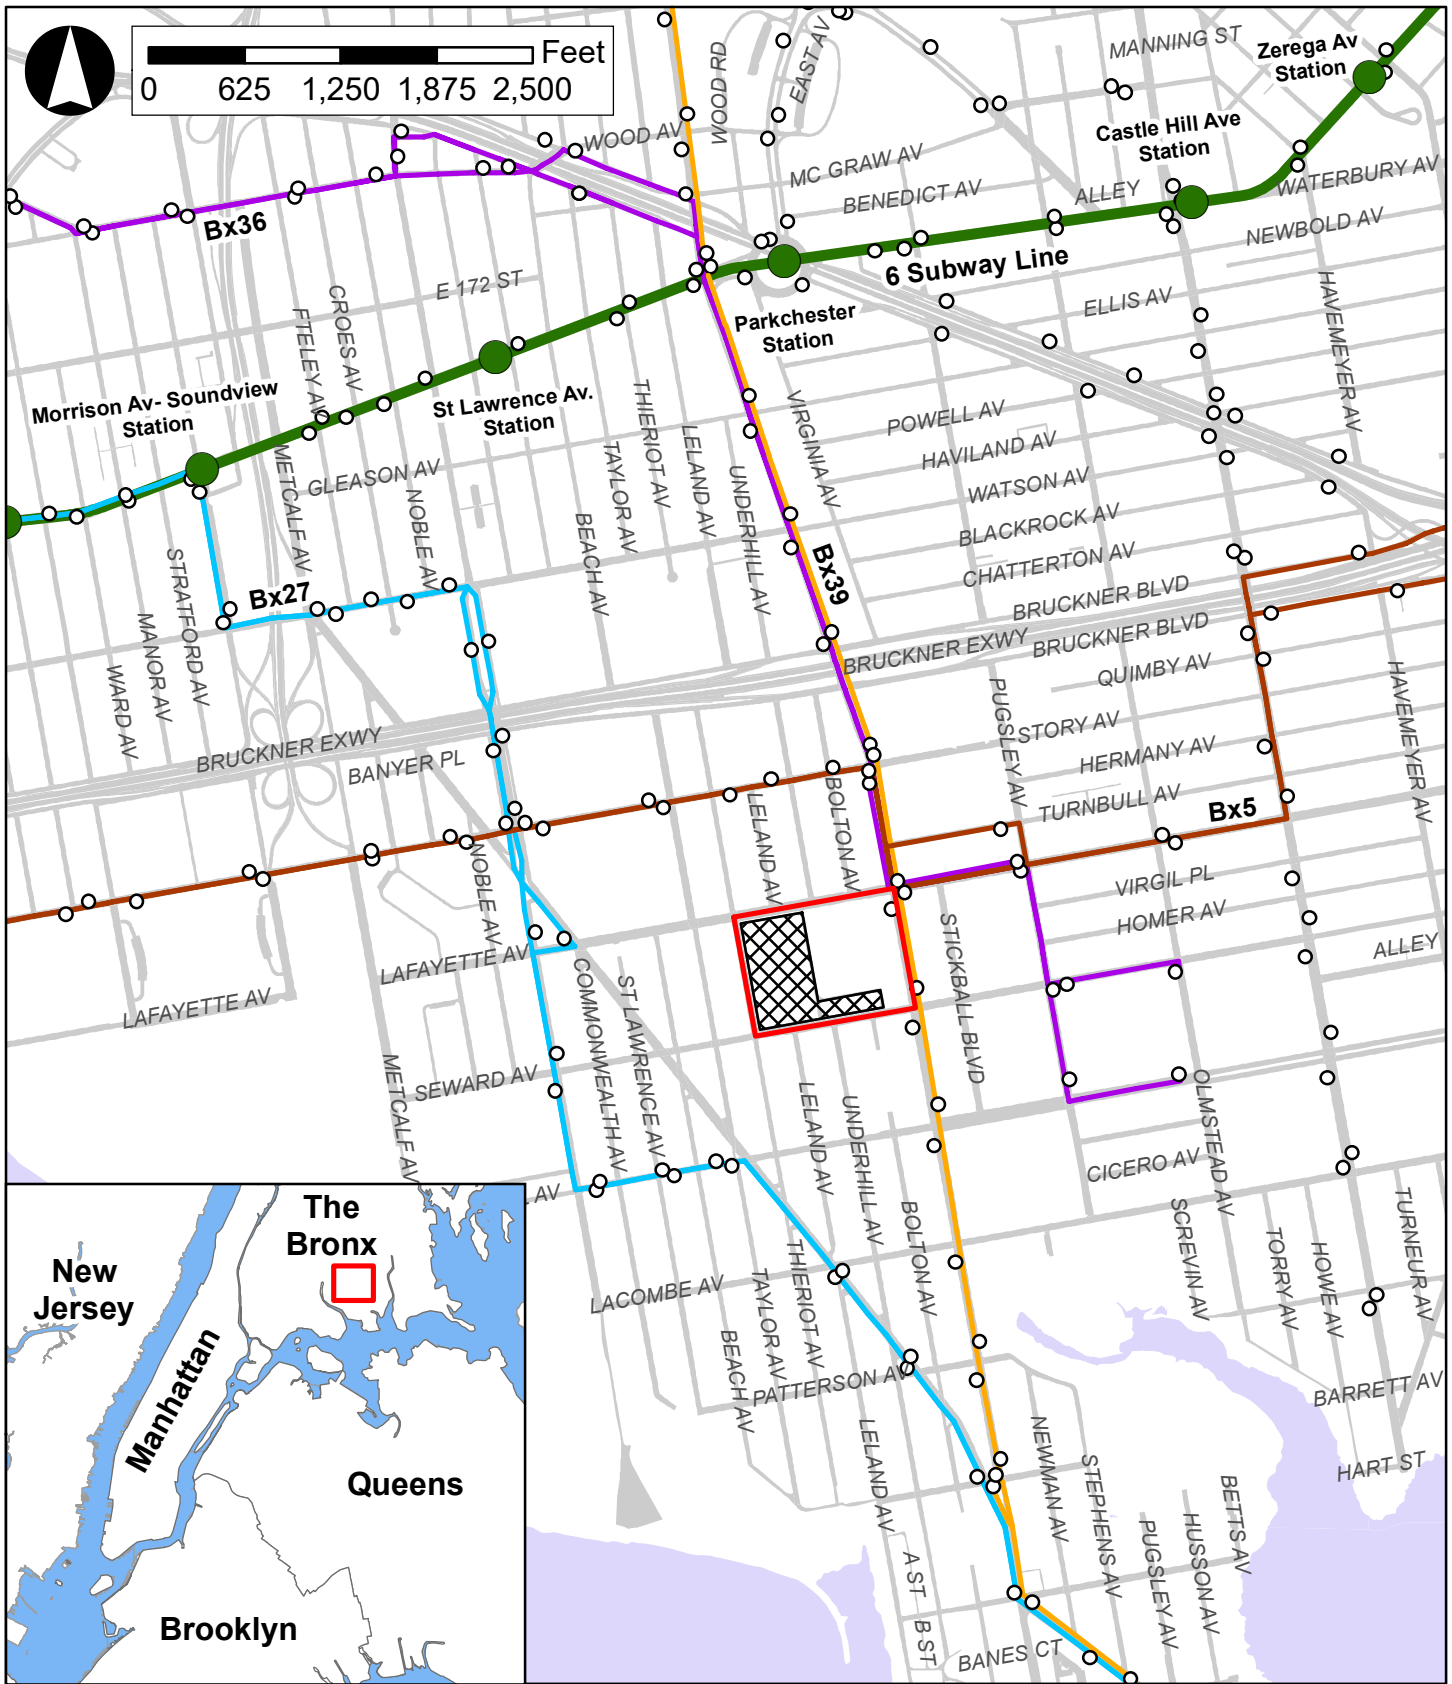 Feet
0 625 1,250 1,875 2,500
WOOD RD
EAST AV
MANNING ST
Zerega Av
Station
WOOD AV
Castle Hill Ave
Station
MC GRAW AV
BENEDICT AV
ALLEY
WATERBURY AV
NEWBOLD AV
Bx36
6 Subway Line
E 172 ST
CROES AV
FTELEY AV
Parkchester
Station
ELLIS AV
HAVEMEYER AV
Morrison Av- Soundview
Station
St Lawrence Av.
Station
THIERIOT AV
VIRGINIA AV
POWELL AV
LELAND AV
TAYLOR AV
HAVILAND AV
METCALF AV
GLEASON AV
UNDERHILL AV
WATSON AV
NOBLE AV
BEACH AV
BLACKROCK AV
CHATTERTON AV
Bx39
STRATFORD AV
Bx27
BRUCKNER BLVD
MANOR AV
BRUCKNER BLVD
BRUCKNER EXWY
WARD AV
QUIMBY AV
PUGSLEY AV
HAVEMEYER AV
STORY AV
BRUCKNER EXWY
BANYER PL
HERMANY AV
TURNBULL AV
Bx5
LELAND AV
BOLTON AV
NOBLE AV
VIRGIL PL
HOMER AV
STICKBALL BLVD
ALLEY
LAFAYETTE AV
LAFAYETTE AV
COMMONWEALTH AV
ST LAWRENCE AV
METCALF AV
SEWARD AV
LELAND AV
UNDERHILL AV
OLMSTEAD AV
CICERO AV
AV
BOLTON AV
SCREVIN AV
TURNEUR AV
TORRY AV
HOWE AV
LACOMBE AV
THIERIOT AV
TAYLOR AV
BEACH AV
PATTERSON AV
BARRETT AV
LELAND AV
NEWMAN AV
STEPHENS AV
HART ST
BETTS AV
HUSSON AV
PUGSLEY AV
A ST
B ST
BANES CT
The
Bronx
New
Jersey
Manhattan
Queens
Brooklyn